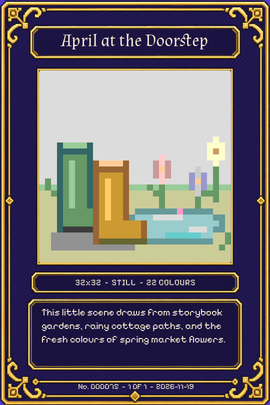 April at the Doorstep
32x32 - STILL - 22 COLOURS
This little scene draws from storybook
gardens, rainy cottage paths, and the
fresh colours of spring market flowers.
No. 000075 - 1 OF 1 - 2026-11-19